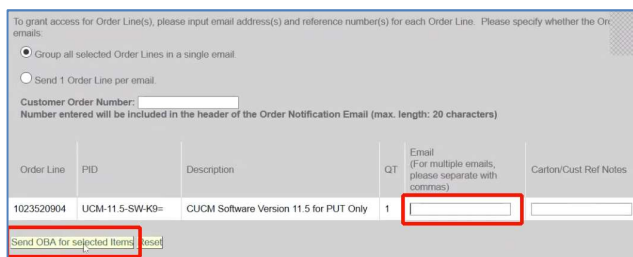 To grant access for Order Line(s), please input email address(s) and reference number(s) for each Order Line. Please specify whether the
emails:
Group all selected Order Lines in a single email.
Send 1 Order Line per email.
Customer Order Number:
Number entered will be included in the header of the Order Notification Email (max. length: 20 characters)
Order Line PID Description QT Email (For multiple emails, please separate with commas) Carton/Cust Ref Notes
1023520904 UCM-11.5-SW-K9= CUCM Software Version 11.5 for PUT Only 1
Send OBA for selected Items Reset